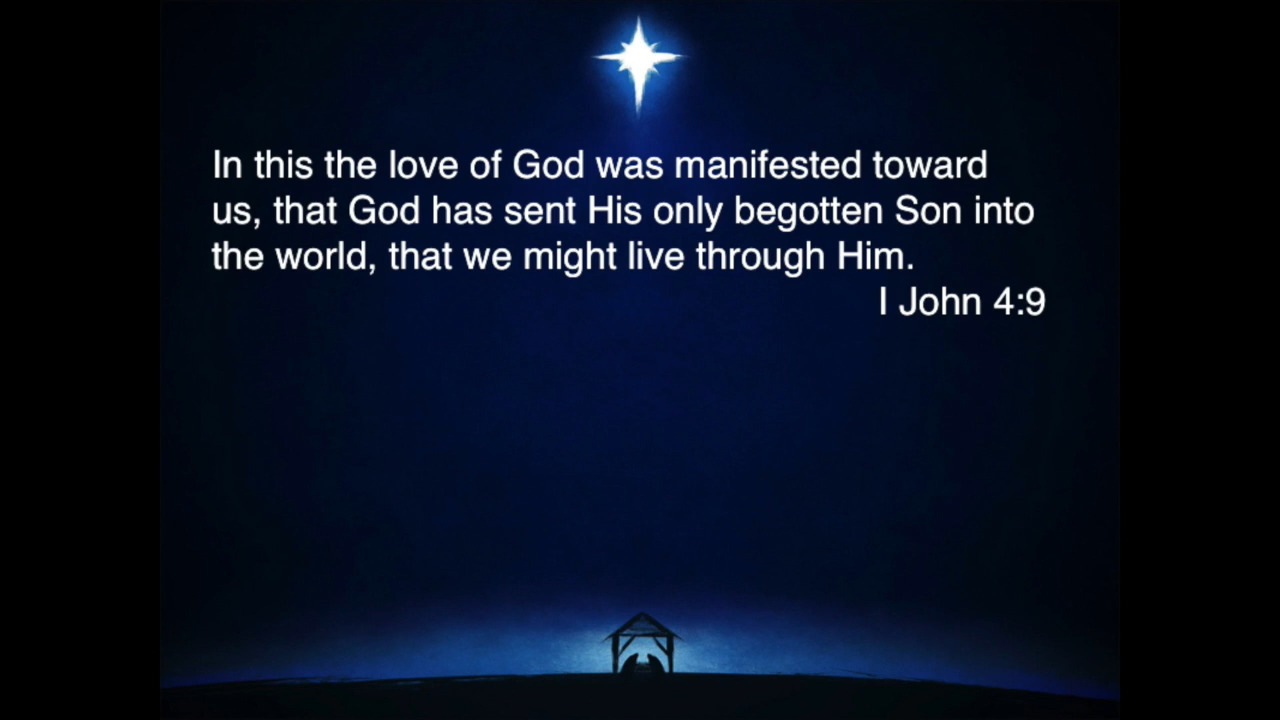 In this the love of God was manifested toward
us, that God has sent His only begotten Son into
the world, that we might live through Him.
I John 4:9